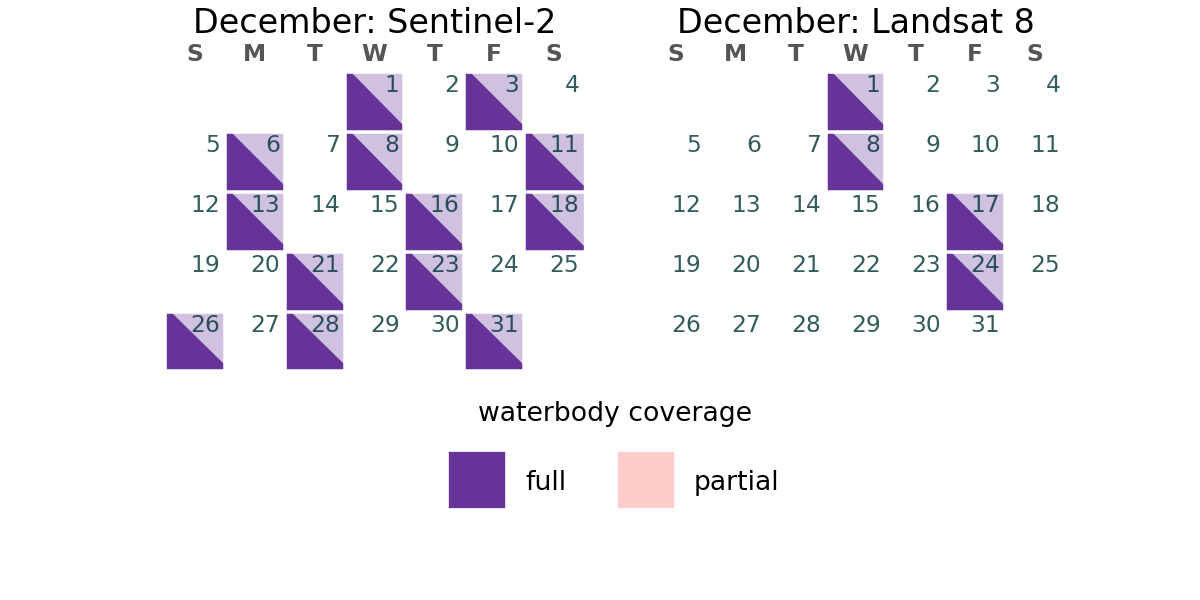 December: Sentinel-2
S M T W T F S
1 2 3 4
5 6 7 8 9 10 11
12 13 14 15 16 17 18
19 20 21 22 23 24 25
26 27 28 29 30 31
December: Landsat 8
S M T W T F S
1 2 3 4
5 6 7 8 9 10 11
12 13 14 15 16 17 18
19 20 21 22 23 24 25
26 27 28 29 30 31
waterbody coverage
full partial